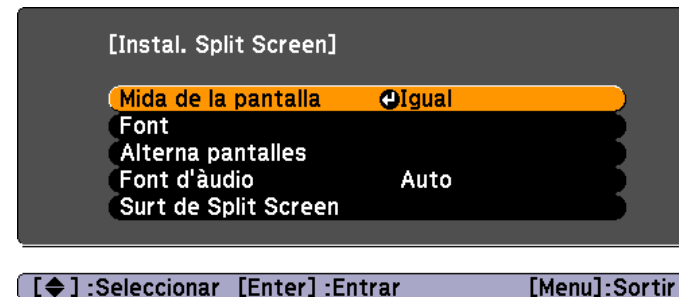 [Instal. Split Screen]
Mida de la pantalla Igual
Font
Alterna pantalles
Font d'àudio Auto
Surt de Split Screen
[◆] :Seleccionar [Enter] :Entrar [Menu]:Sortir